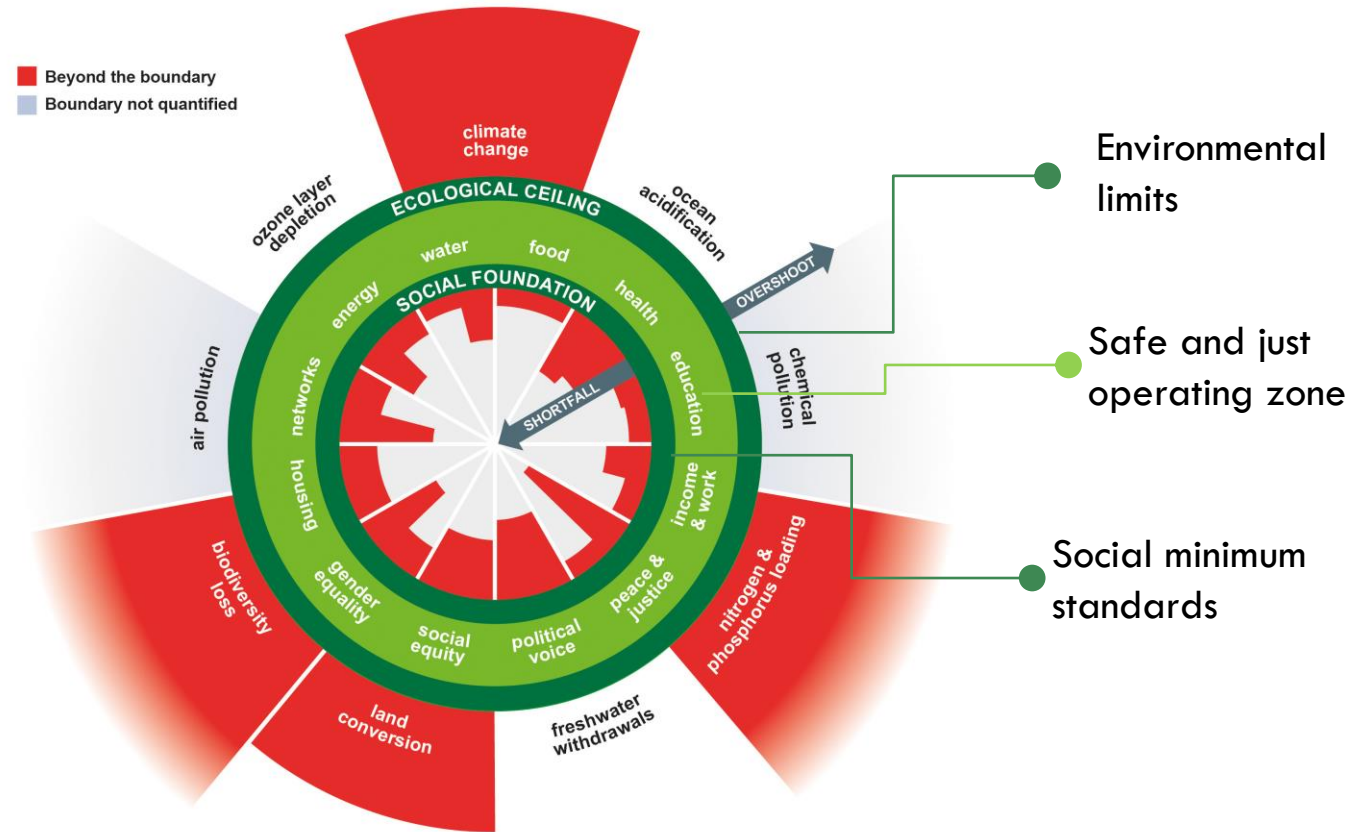 Beyond the boundary
Boundary not quantified
climate
change
ozone layer
depletion
ECOLOGICAL CEILING
ocean
acidification
OVERSHOOT
water
food
energy
SOCIAL FOUNDATION
health
networks
education
SHORTFALL
air pollution
chemical
pollution
housing
income
& work
gender
equality
social
equity
political
voice
peace &
justice
biodiversity
loss
land
conversion
freshwater
withdrawals
nitrogen &
phosphorus loading
Environmental
limits
Safe and just
operating zone
Social minimum
standards